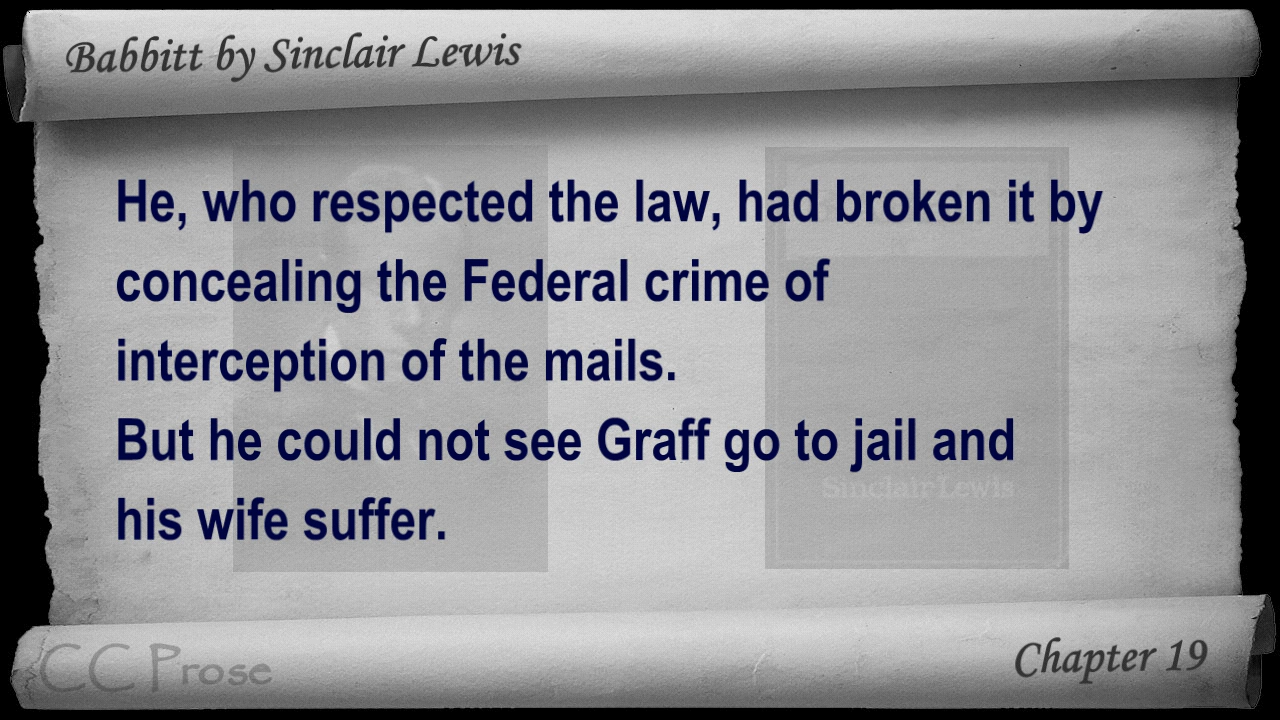 Babbitt by Sinclair Lewis
He, who respected the law, had broken it by
concealing the Federal crime of
interception of the mails.
But he could not see Graff go to jail and
his wife suffer.
Sinclair Lewis
CC Prose
Chapter 19